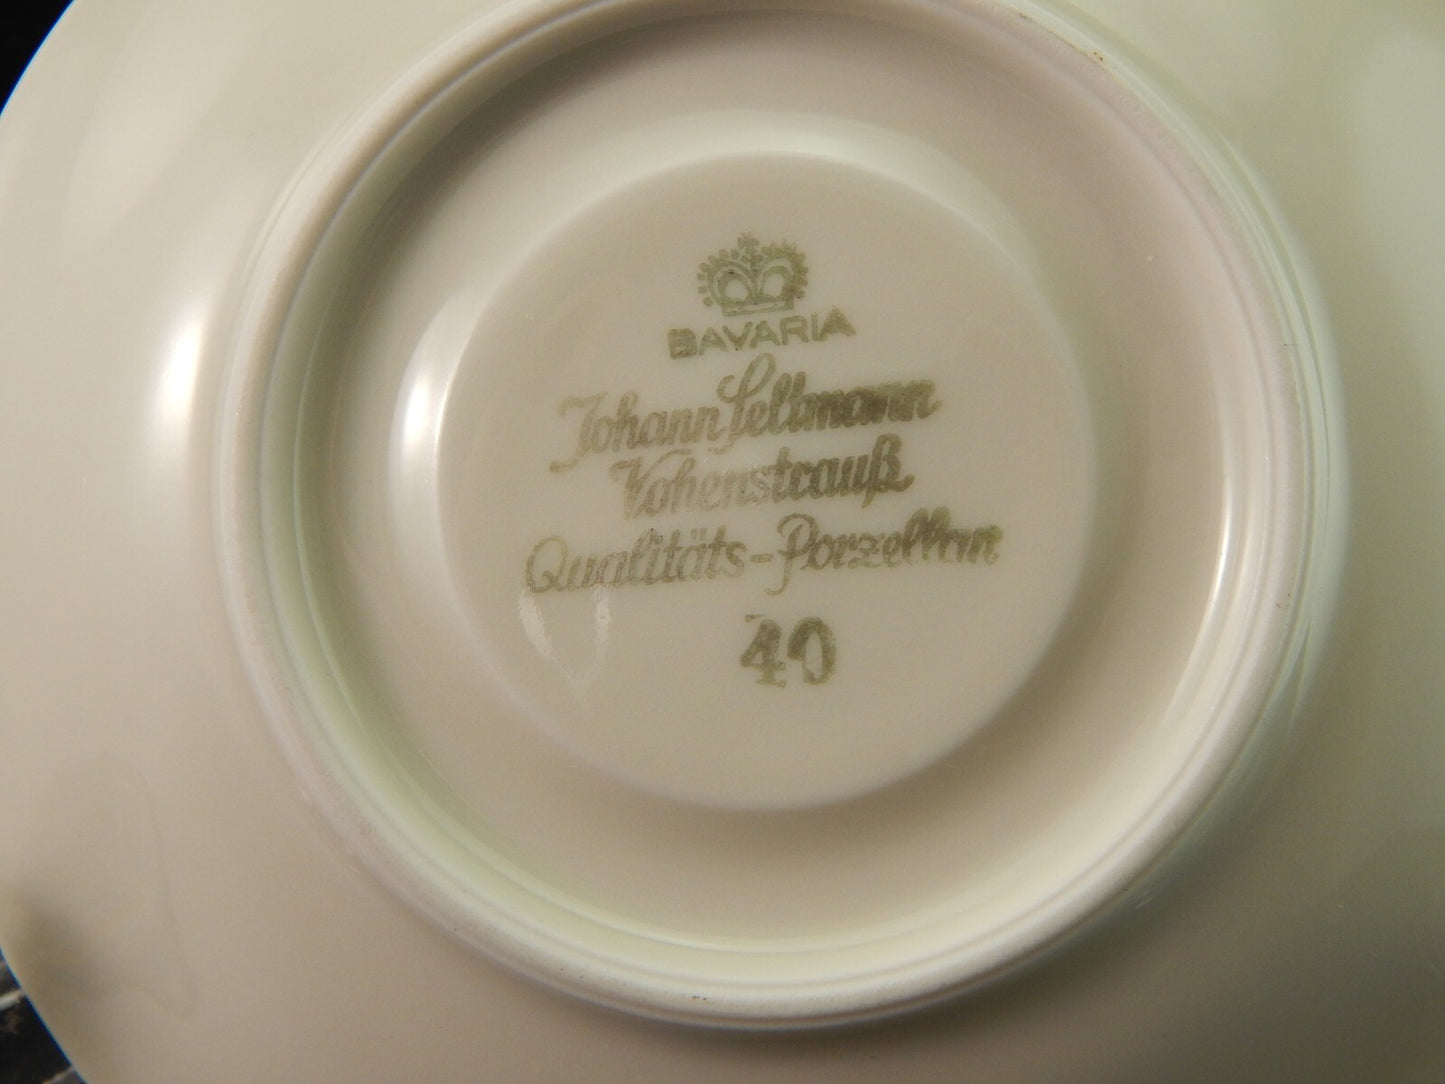 BAVARIA
Johann Seltmann
Vohenstrauß
Qualitäts-Porzellan
40